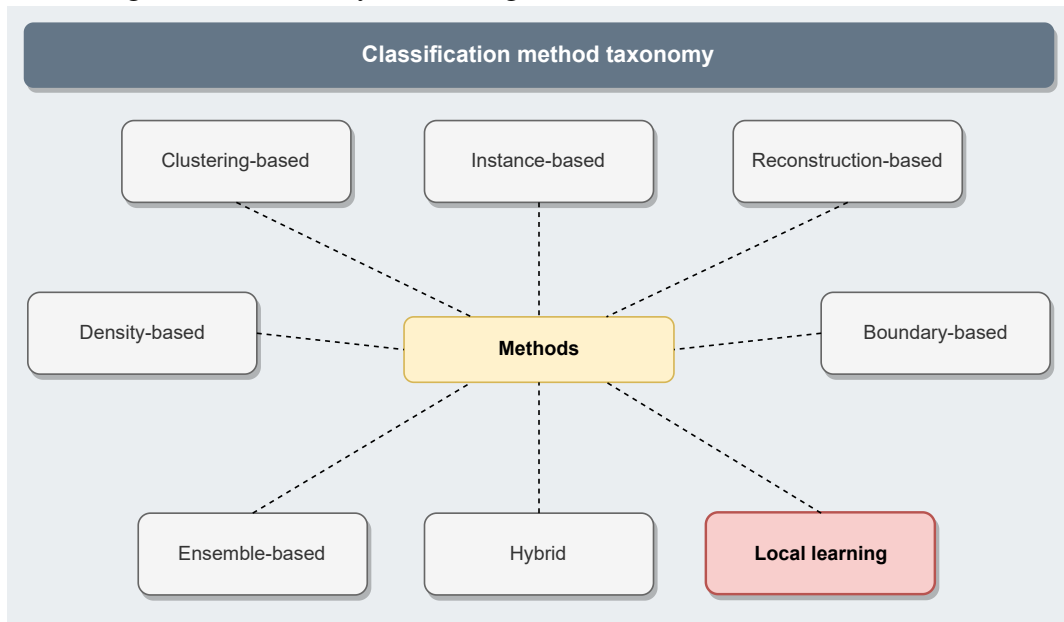 Classification method taxonomy
Clustering-based
Instance-based
Reconstruction-based
Density-based
Methods
Boundary-based
Ensemble-based
Hybrid
Local learning